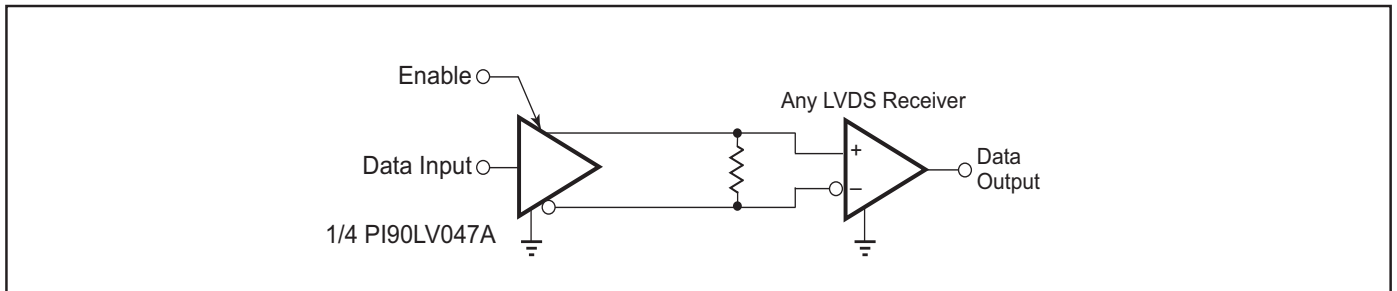 Enable
Any LVDS Receiver
Data Input
+
–
Data
Output
1/4 PI90LV047A